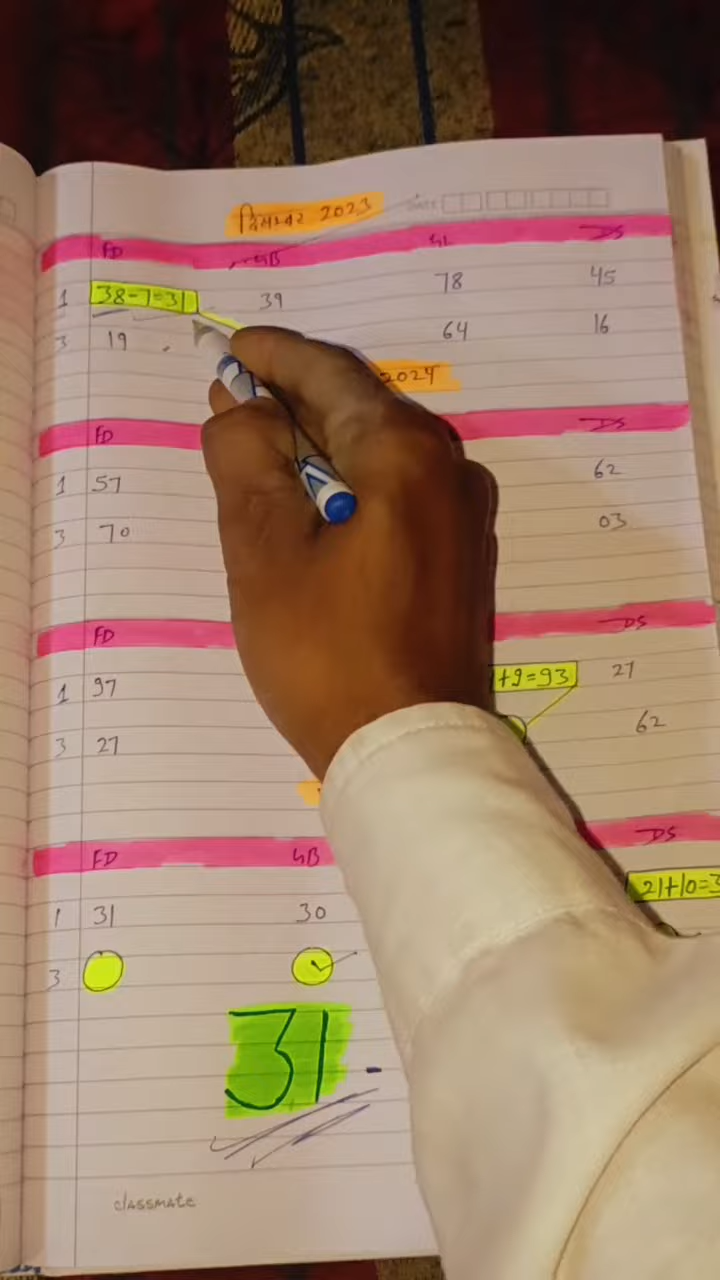 दिसम्बर 2023
DATE
FD GB GL DS
1 38-7=31 39 78 45
3 19 64 16
2024
FD DS
1 57 62
3 70 03
FD DS
1 97 +9=93 27
3 27 62
FD GB DS
21+10=3
1 31 30
3
31
classmate